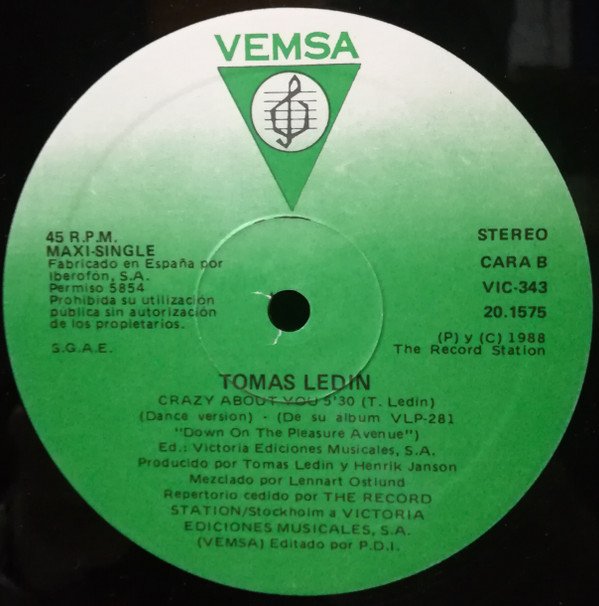 VEMSA
45 R.P.M.
MAXI-SINGLE
Fabricado en España por
iberofon, S.A.
Permiso 5854
Prohibida su utilización
publica sin autorización
de los propietarios.
S.G.A.E.
STEREO
CARA B
VIC-343
20.1575
(P) y (C) 1988
The Record Station
TOMAS LEDIN
CRAZY ABOUT YOU 5'30 (T. Ledin)
(Dance version) - (De su album VLP-281
"Down On The Pleasure Avenue")
Ed.: Victoria Ediciones Musicales, S.A.
Producido por Tomas Ledin y Henrik Janson
Mezclado por Lennart Ostlund
Repertorio cedido por THE RECORD
STATION/Stockholm a VICTORIA
EDICIONES MUSICALES, S.A.
(VEMSA) Editado por P.D.I.